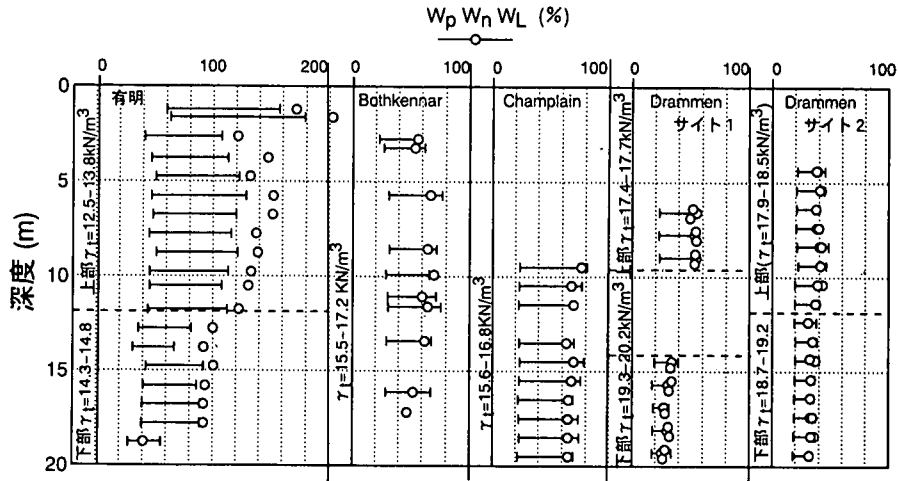 Wp Wn WL (%)
0 100 200 0 100 0 100 0 100 0 100
有明
Bothkennar
Champlain
Drammen
サイト1
Drammen
サイト2
深度 (m)
0
5
10
15
20
上部 γt=12.5-13.8kN/m³
下部 γt=14.3-14.8
γt=15.5-17.2 KN/m³
γt=15.6-16.8KN/m³
上部 γt=17.4-17.7kN/m³
下部 γt=19.3-20.2kN/m³
上部(γt=17.9-18.5kN/m³)
下部 γt=18.7-19.2